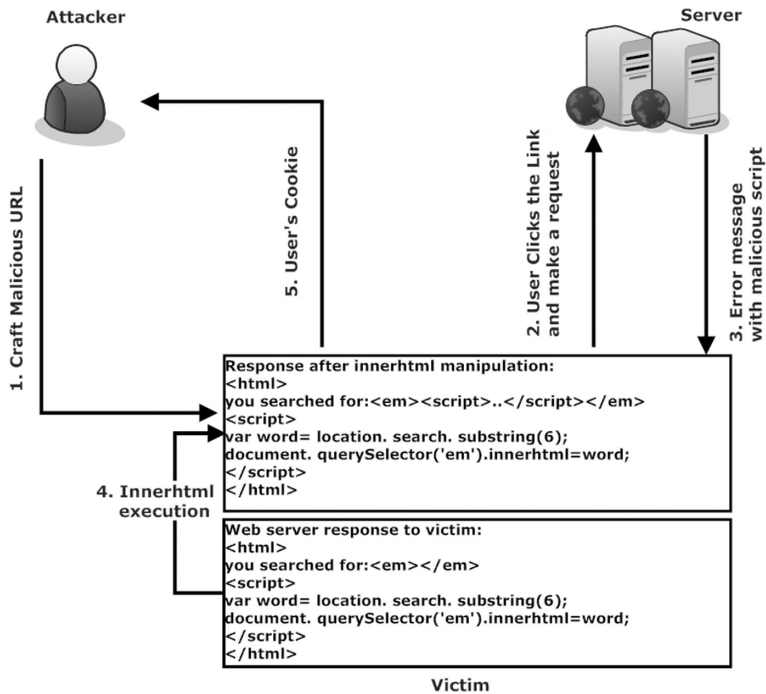 Attacker
Server
1. Craft Malicious URL
5. User's Cookie
2. User Clicks the Link
and make a request
3. Error message
with malicious script
Response after innerhtml manipulation:
<html>
you searched for:<em><script>..</script></em>
<script>
var word= location. search. substring(6);
document. querySelector('em').innerhtml=word;
</script>
</html>
4. Innerhtml
execution
Web server response to victim:
<html>
you searched for:<em></em>
<script>
var word= location. search. substring(6);
document. querySelector('em').innerhtml=word;
</script>
</html>
Victim